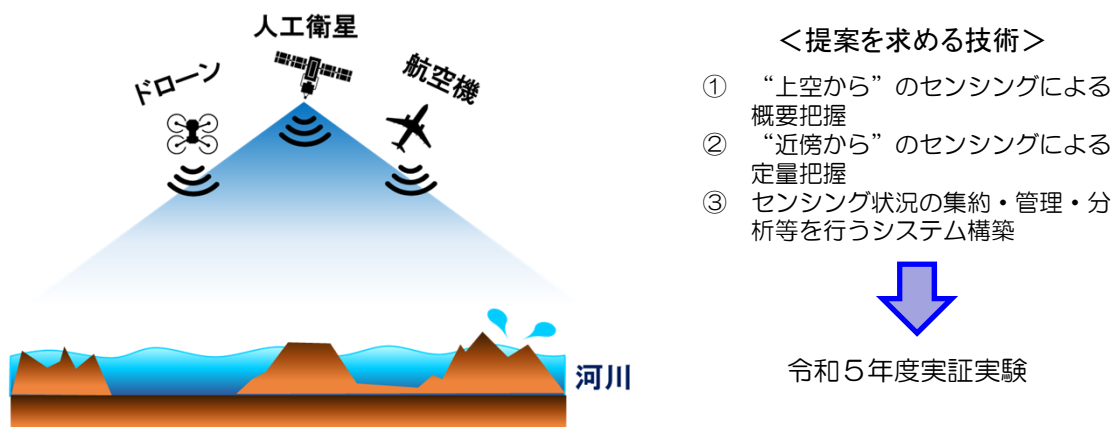 人工衛星
ドローン
航空機
河川
＜提案を求める技術＞
① “上空から”のセンシングによる
概要把握
② “近傍から”のセンシングによる
定量把握
③ センシング状況の集約・管理・分
析等を行うシステム構築
令和５年度実証実験